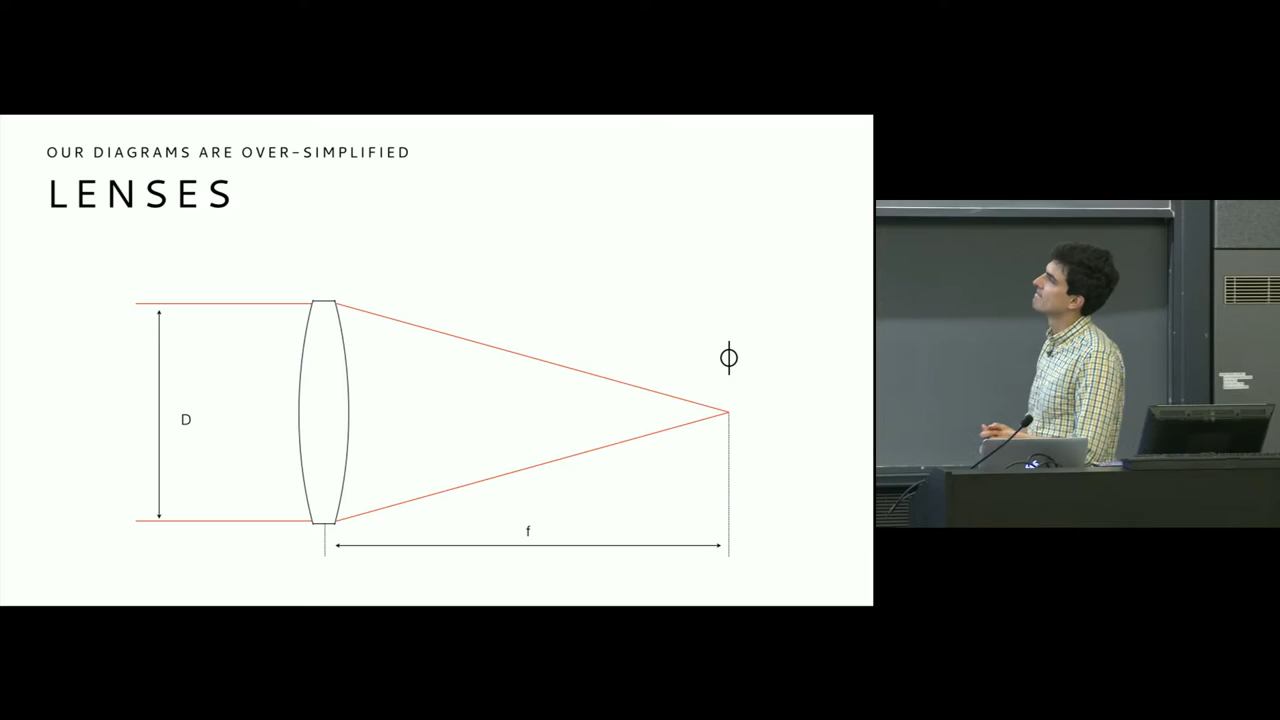 OUR DIAGRAMS ARE OVER-SIMPLIFIED
LENSES
ϕ
D
f